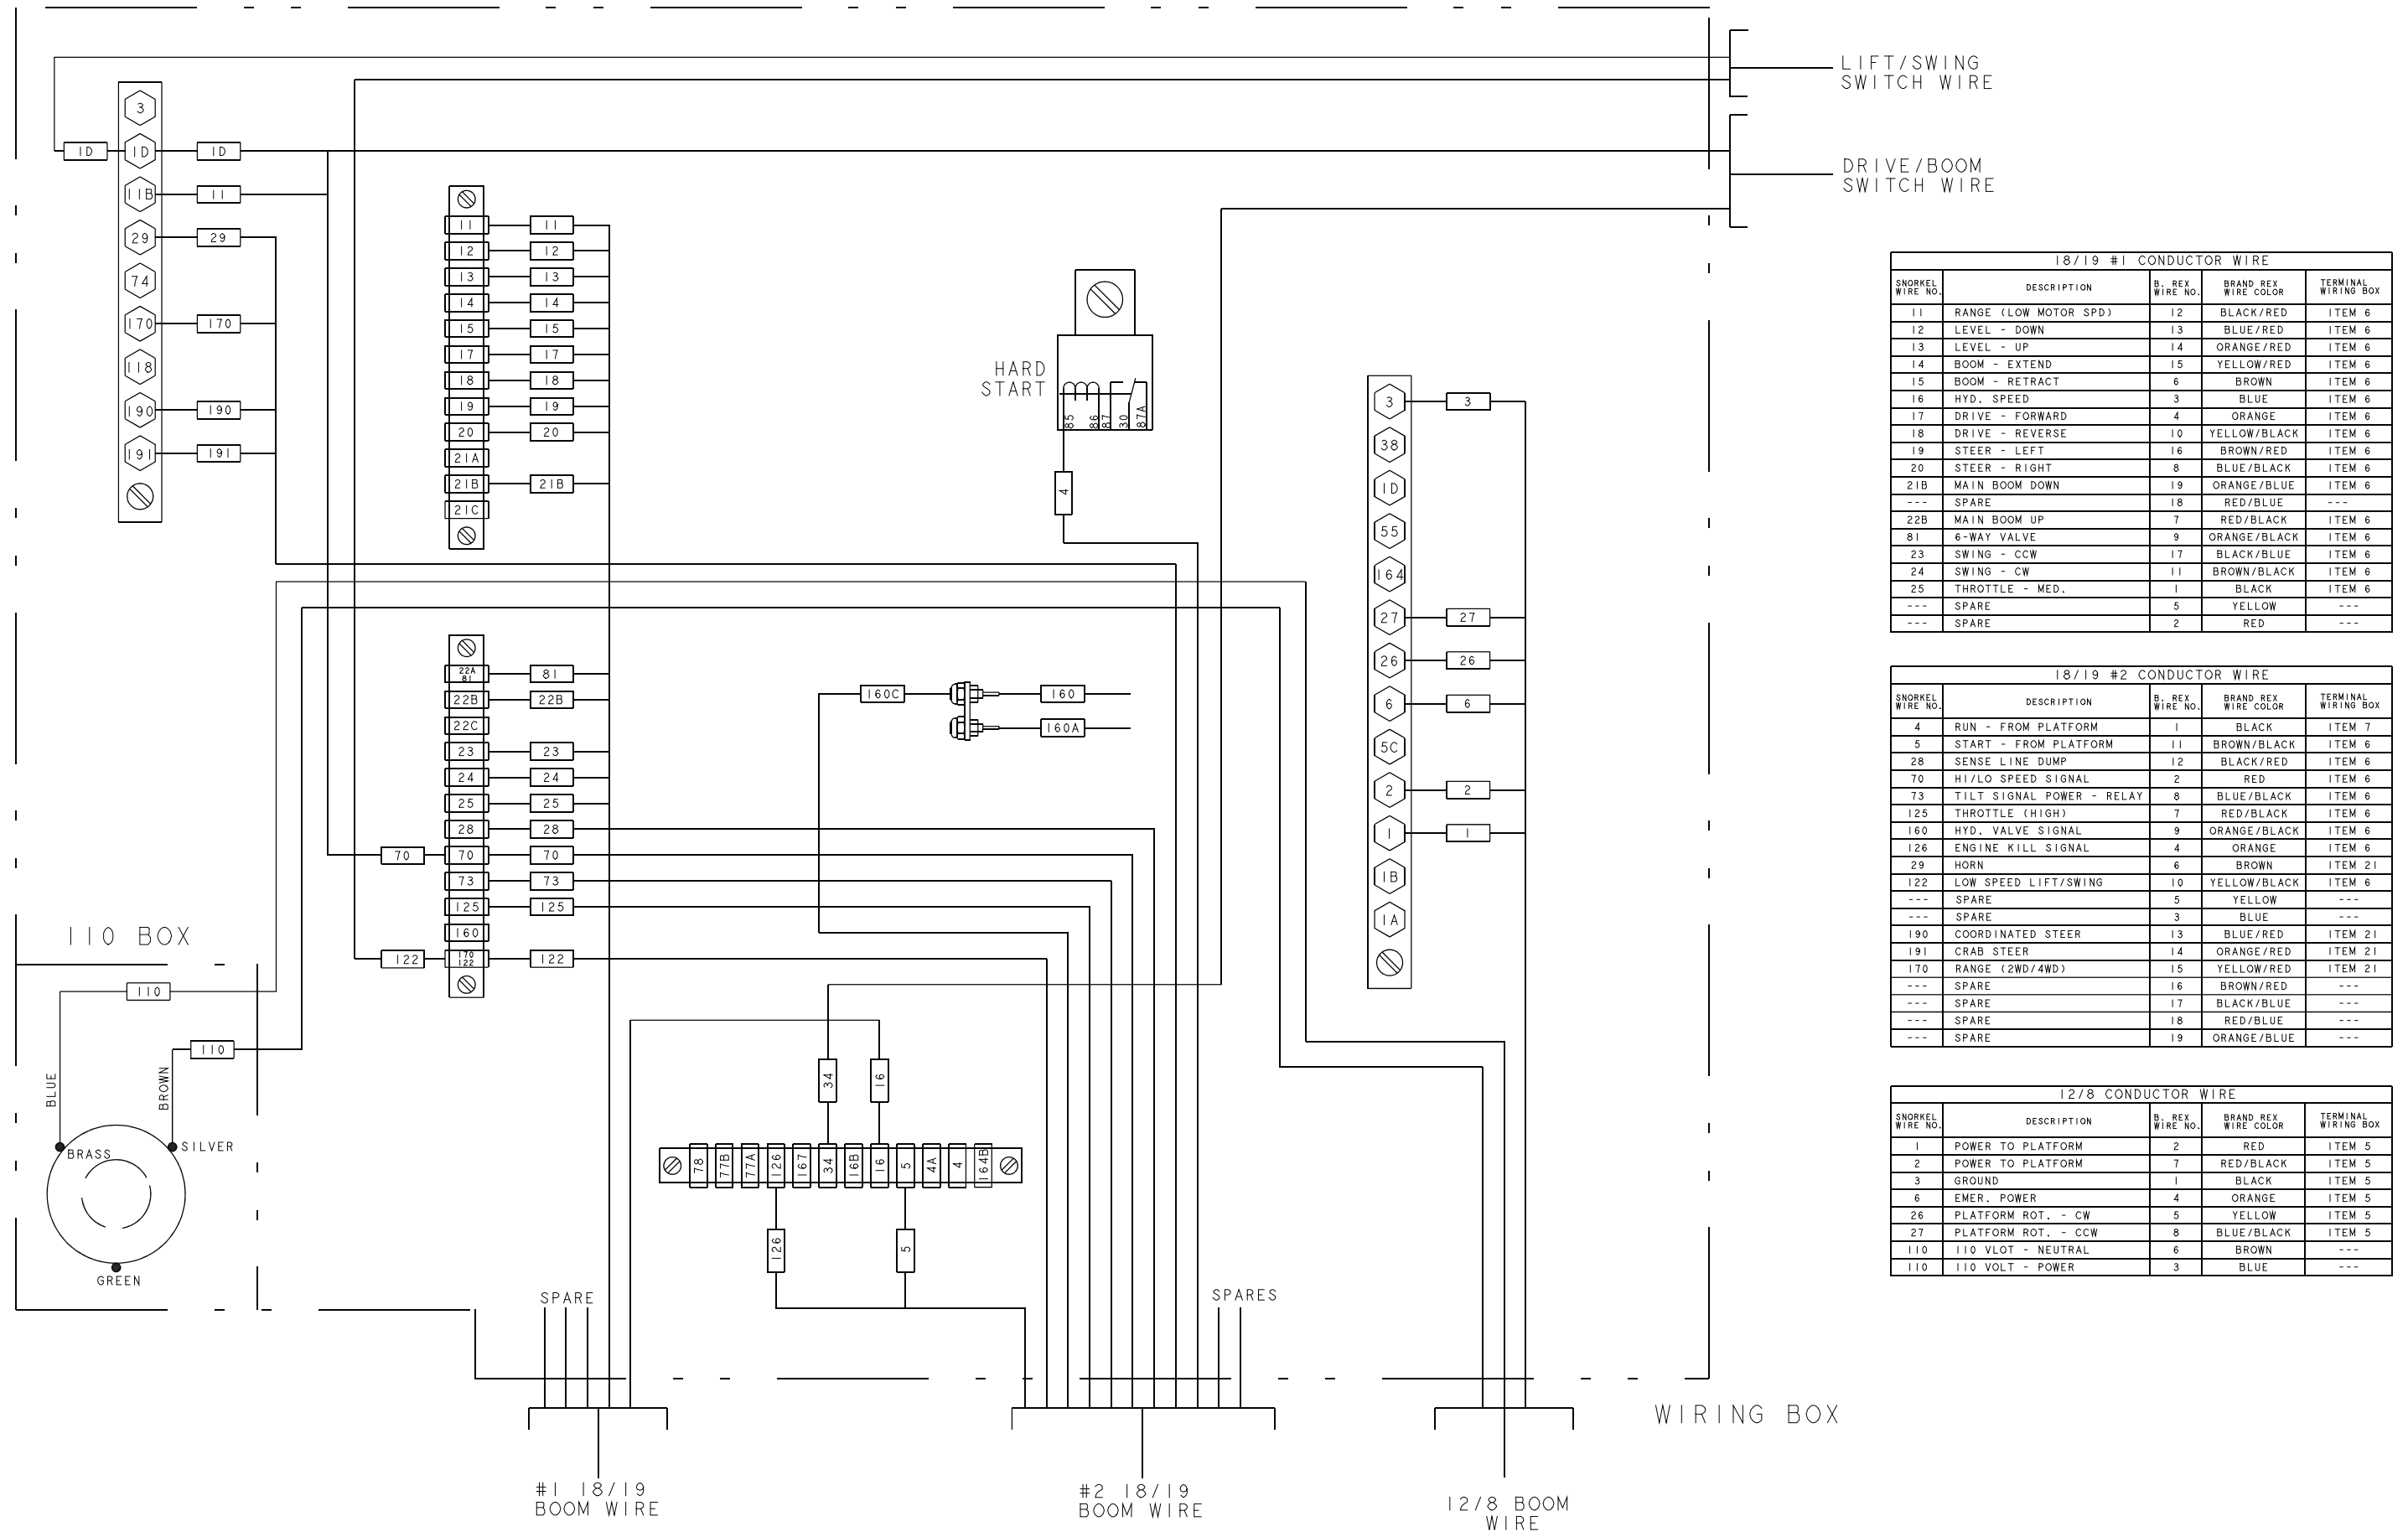 LIFT/SWING
SWITCH WIRE
DRIVE/BOOM
SWITCH WIRE
3
1D
1D
1D
11B
11
29
29
74
170
170
118
190
190
191
191
11
11
12
12
13
13
14
14
15
15
17
17
18
18
19
19
20
20
21A
21B
21B
21C
HARD
START
85
86
87
30
87A
4
3
3
38
1D
55
164
27
27
26
26
6
6
5C
2
2
1
1
1B
1A
22A
81
81
22B
22B
22C
23
23
24
24
25
25
28
28
70
70
70
73
73
125
125
160
122
170
122
122
160C
160
160A
110 BOX
110
110
BLUE
BROWN
BRASS
SILVER
GREEN
34
16
78
77B
77A
126
167
34
16B
16
5
4A
4
164B
126
5
SPARE
SPARES
#1 18/19
BOOM WIRE
#2 18/19
BOOM WIRE
12/8 BOOM
WIRE
WIRING BOX
18/19 #1 CONDUCTOR WIRE
SNORKEL WIRE NO. DESCRIPTION B. REX WIRE NO. BRAND REX WIRE COLOR TERMINAL WIRING BOX
11 RANGE (LOW MOTOR SPD) 12 BLACK/RED ITEM 6
12 LEVEL - DOWN 13 BLUE/RED ITEM 6
13 LEVEL - UP 14 ORANGE/RED ITEM 6
14 BOOM - EXTEND 15 YELLOW/RED ITEM 6
15 BOOM - RETRACT 6 BROWN ITEM 6
16 HYD. SPEED 3 BLUE ITEM 6
17 DRIVE - FORWARD 4 ORANGE ITEM 6
18 DRIVE - REVERSE 10 YELLOW/BLACK ITEM 6
19 STEER - LEFT 16 BROWN/RED ITEM 6
20 STEER - RIGHT 8 BLUE/BLACK ITEM 6
21B MAIN BOOM DOWN 19 ORANGE/BLUE ITEM 6
--- SPARE 18 RED/BLUE ---
22B MAIN BOOM UP 7 RED/BLACK ITEM 6
81 6-WAY VALVE 9 ORANGE/BLACK ITEM 6
23 SWING - CCW 17 BLACK/BLUE ITEM 6
24 SWING - CW 11 BROWN/BLACK ITEM 6
25 THROTTLE - MED. 1 BLACK ITEM 6
--- SPARE 5 YELLOW ---
--- SPARE 2 RED ---
18/19 #2 CONDUCTOR WIRE
SNORKEL WIRE NO. DESCRIPTION B. REX WIRE NO. BRAND REX WIRE COLOR TERMINAL WIRING BOX
4 RUN - FROM PLATFORM 1 BLACK ITEM 7
5 START - FROM PLATFORM 11 BROWN/BLACK ITEM 6
28 SENSE LINE DUMP 12 BLACK/RED ITEM 6
70 HI/LO SPEED SIGNAL 2 RED ITEM 6
73 TILT SIGNAL POWER - RELAY 8 BLUE/BLACK ITEM 6
125 THROTTLE (HIGH) 7 RED/BLACK ITEM 6
160 HYD. VALVE SIGNAL 9 ORANGE/BLACK ITEM 6
126 ENGINE KILL SIGNAL 4 ORANGE ITEM 6
29 HORN 6 BROWN ITEM 21
122 LOW SPEED LIFT/SWING 10 YELLOW/BLACK ITEM 6
--- SPARE 5 YELLOW ---
--- SPARE 3 BLUE ---
190 COORDINATED STEER 13 BLUE/RED ITEM 21
191 CRAB STEER 14 ORANGE/RED ITEM 21
170 RANGE (2WD/4WD) 15 YELLOW/RED ITEM 21
--- SPARE 16 BROWN/RED ---
--- SPARE 17 BLACK/BLUE ---
--- SPARE 18 RED/BLUE ---
--- SPARE 19 ORANGE/BLUE ---
12/8 CONDUCTOR WIRE
SNORKEL WIRE NO. DESCRIPTION B. REX WIRE NO. BRAND REX WIRE COLOR TERMINAL WIRING BOX
1 POWER TO PLATFORM 2 RED ITEM 5
2 POWER TO PLATFORM 7 RED/BLACK ITEM 5
3 GROUND 1 BLACK ITEM 5
6 EMER. POWER 4 ORANGE ITEM 5
26 PLATFORM ROT. - CW 5 YELLOW ITEM 5
27 PLATFORM ROT. - CCW 8 BLUE/BLACK ITEM 5
110 110 VLOT - NEUTRAL 6 BROWN ---
110 110 VOLT - POWER 3 BLUE ---